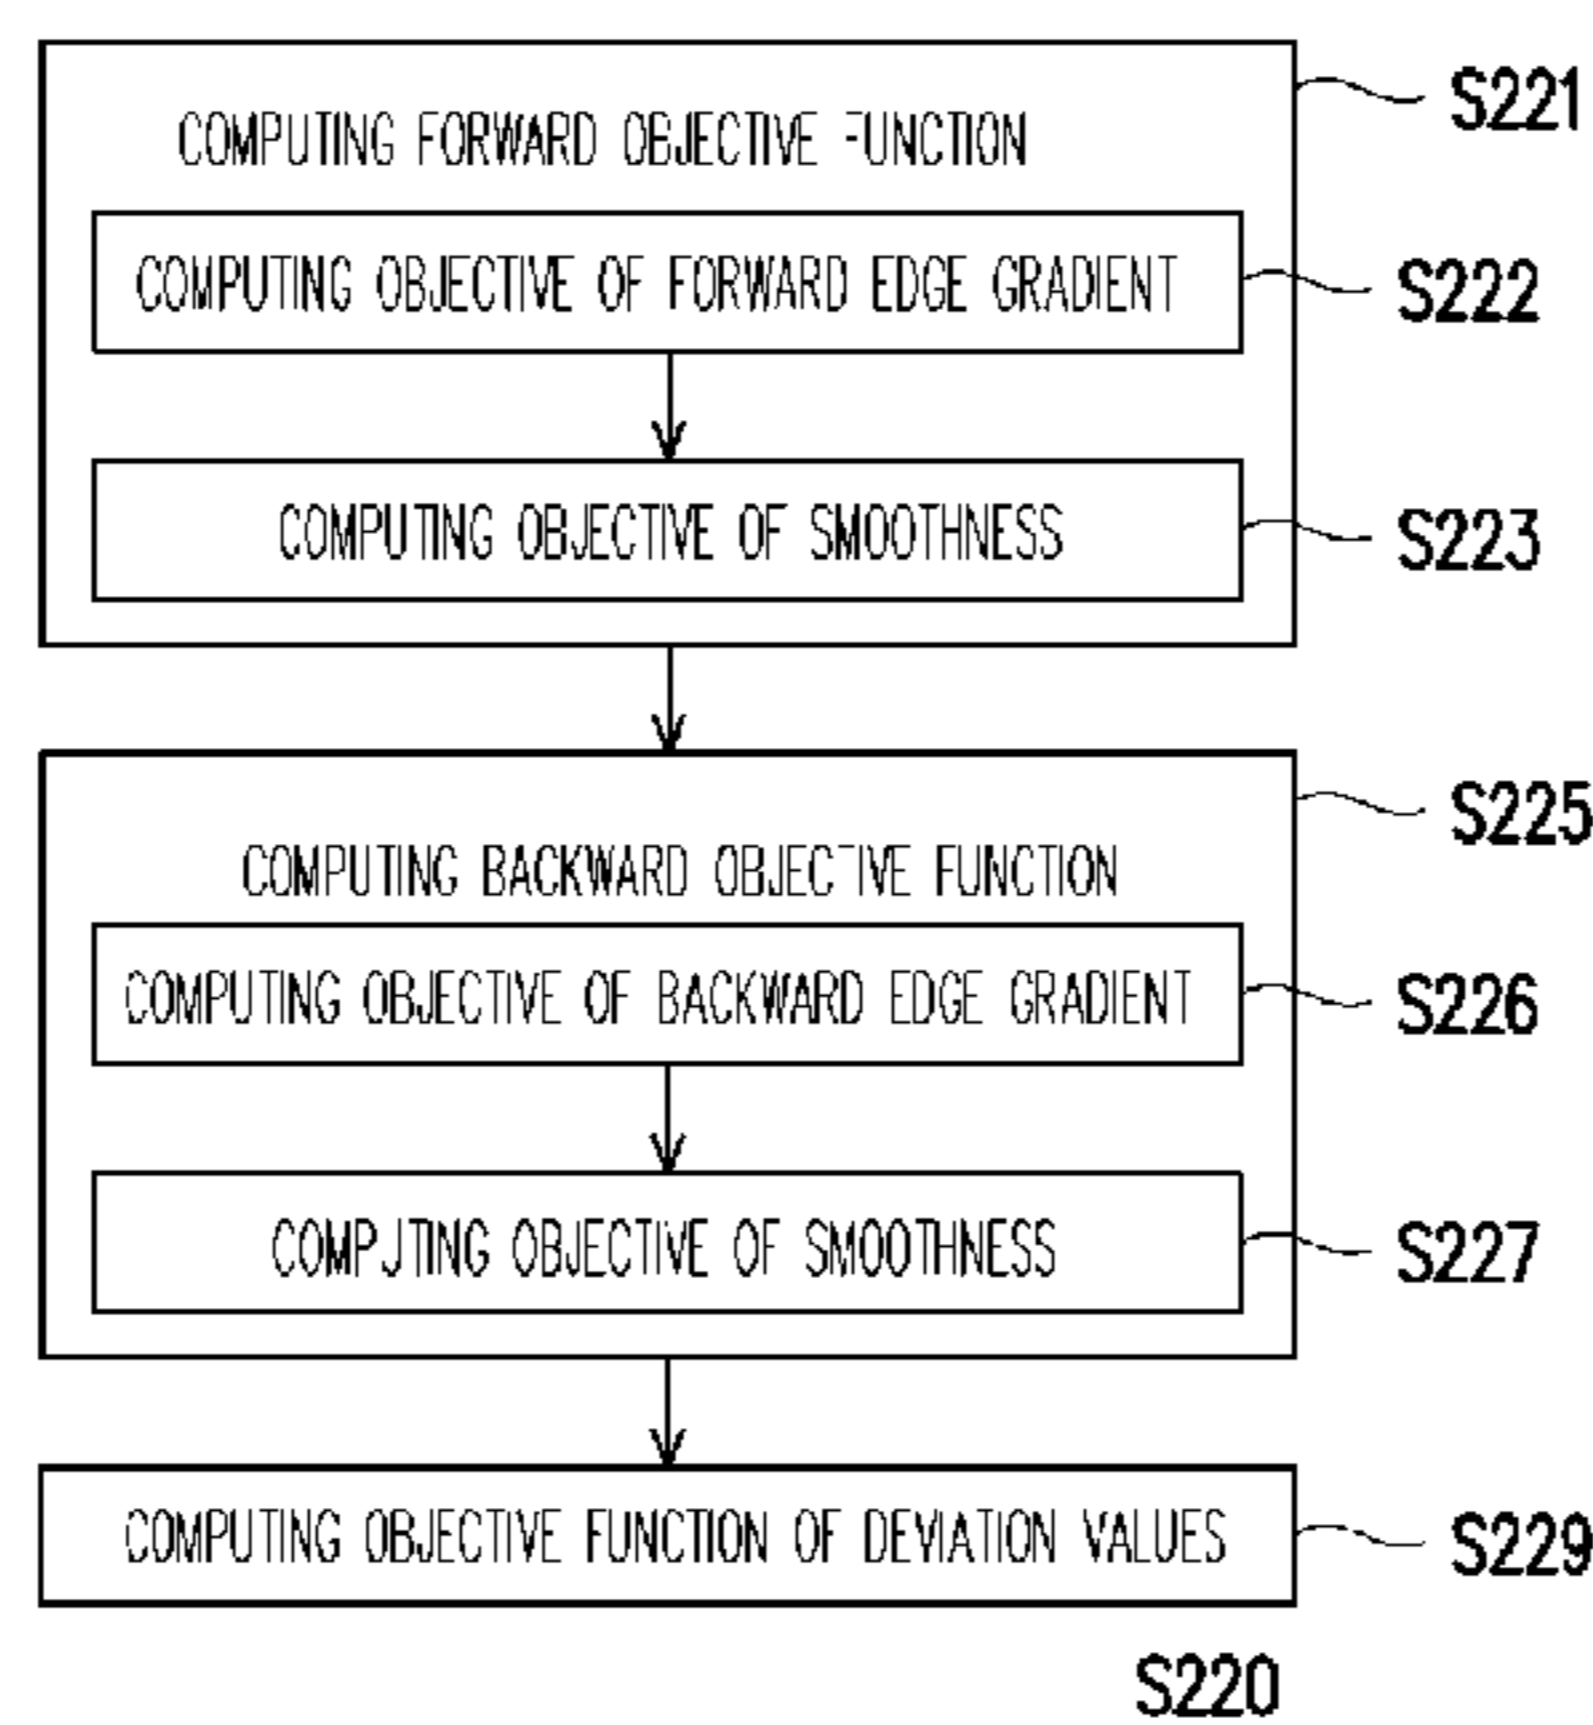 COMPUTING FORWARD OBJECTIVE FUNCTION
S221
COMPUTING OBJECTIVE OF FORWARD EDGE GRADIENT
S222
COMPUTING OBJECTIVE OF SMOOTHNESS
S223
COMPUTING BACKWARD OBJECTIVE FUNCTION
S225
COMPUTING OBJECTIVE OF BACKWARD EDGE GRADIENT
S226
COMPUTING OBJECTIVE OF SMOOTHNESS
S227
COMPUTING OBJECTIVE FUNCTION OF DEVIATION VALUES
S229
S220